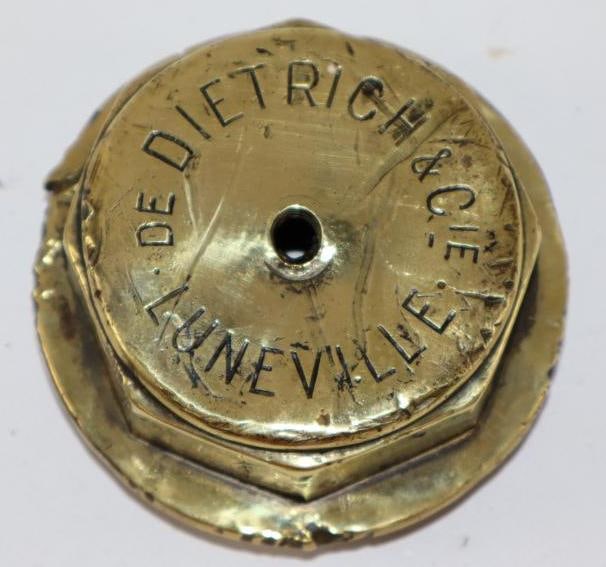 · DE DIETRICH & CIE ·
LUNEVILLE